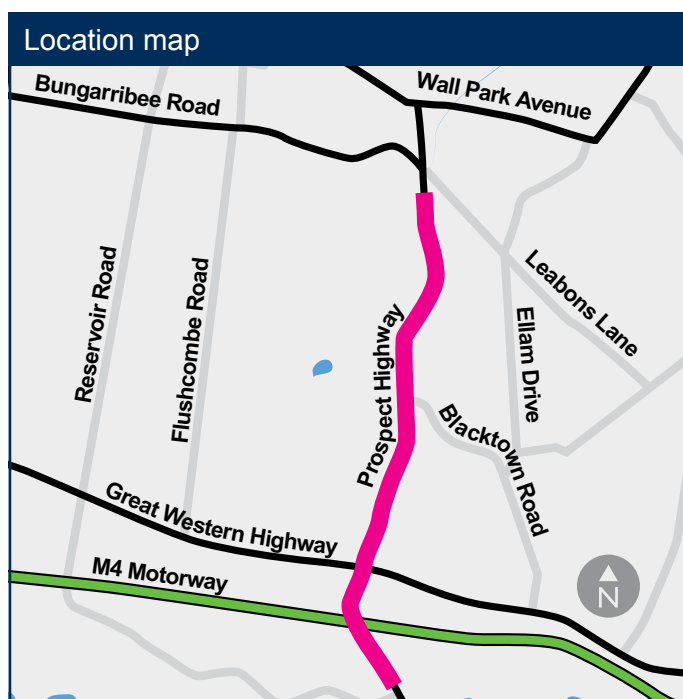 Location map
Bungarribee Road
Wall Park Avenue
Reservoir Road
Flushcombe Road
Prospect Highway
Leabons Lane
Ellam Drive
Blacktown Road
Great Western Highway
M4 Motorway
N